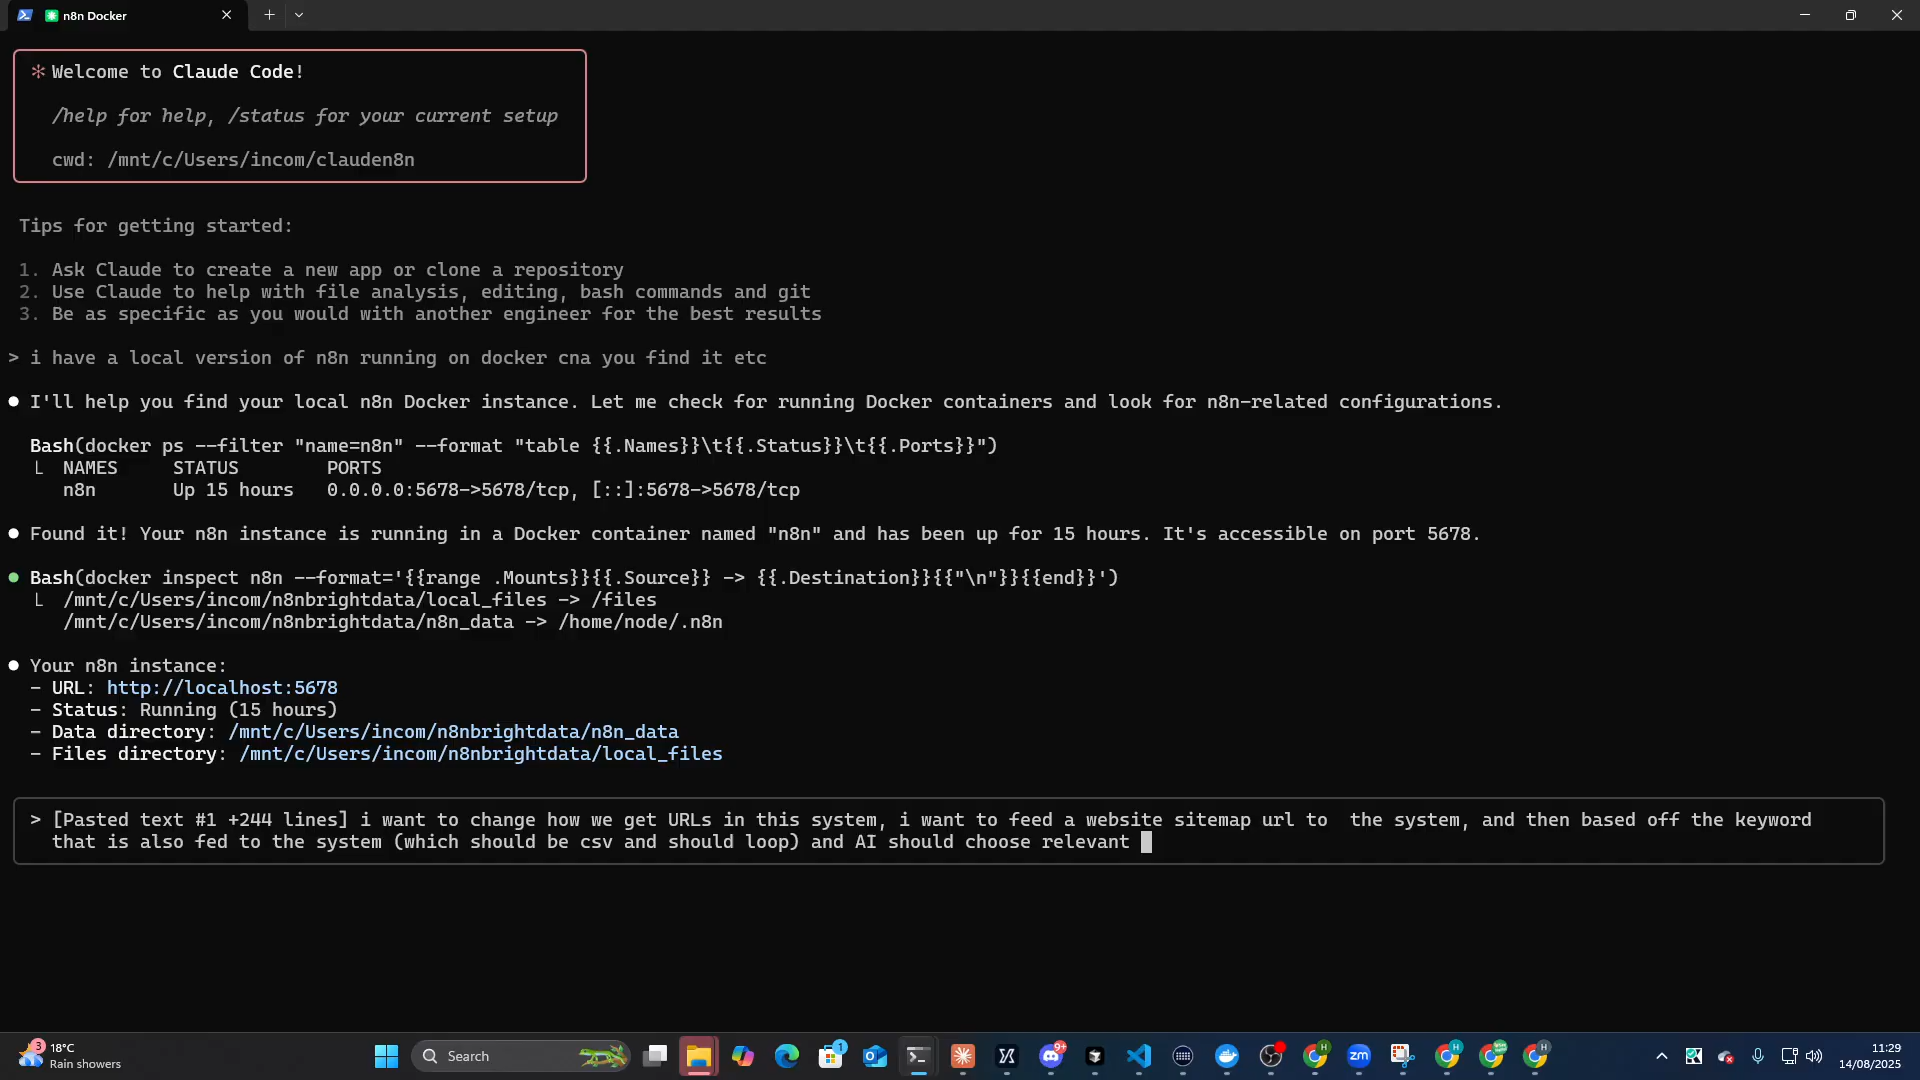 n8n Docker
* Welcome to Claude Code!
/help for help, /status for your current setup
cwd: /mnt/c/Users/incom/clauden8n
Tips for getting started:
1. Ask Claude to create a new app or clone a repository
2. Use Claude to help with file analysis, editing, bash commands and git
3. Be as specific as you would with another engineer for the best results
> i have a local version of n8n running on docker cna you find it etc
● I'll help you find your local n8n Docker instance. Let me check for running Docker containers and look for n8n-related configurations.
Bash(docker ps --filter "name=n8n" --format "table {{.Names}}\t{{.Status}}\t{{.Ports}}")
└ NAMES STATUS PORTS
n8n Up 15 hours 0.0.0.0:5678->5678/tcp, [::]:5678->5678/tcp
● Found it! Your n8n instance is running in a Docker container named "n8n" and has been up for 15 hours. It's accessible on port 5678.
● Bash(docker inspect n8n --format='{{range .Mounts}}{{.Source}} -> {{.Destination}}{{"\n"}}{{end}}')
└ /mnt/c/Users/incom/n8nbrightdata/local_files -> /files
/mnt/c/Users/incom/n8nbrightdata/n8n_data -> /home/node/.n8n
● Your n8n instance:
- URL: http://localhost:5678
- Status: Running (15 hours)
- Data directory: /mnt/c/Users/incom/n8nbrightdata/n8n_data
- Files directory: /mnt/c/Users/incom/n8nbrightdata/local_files
> [Pasted text #1 +244 lines] i want to change how we get URLs in this system, i want to feed a website sitemap url to  the system, and then based off the keyword
that is also fed to the system (which should be csv and should loop) and AI should choose relevant
3
18°C
Rain showers
Search
1
9+
zm
H
H
H
11:29
14/08/2025